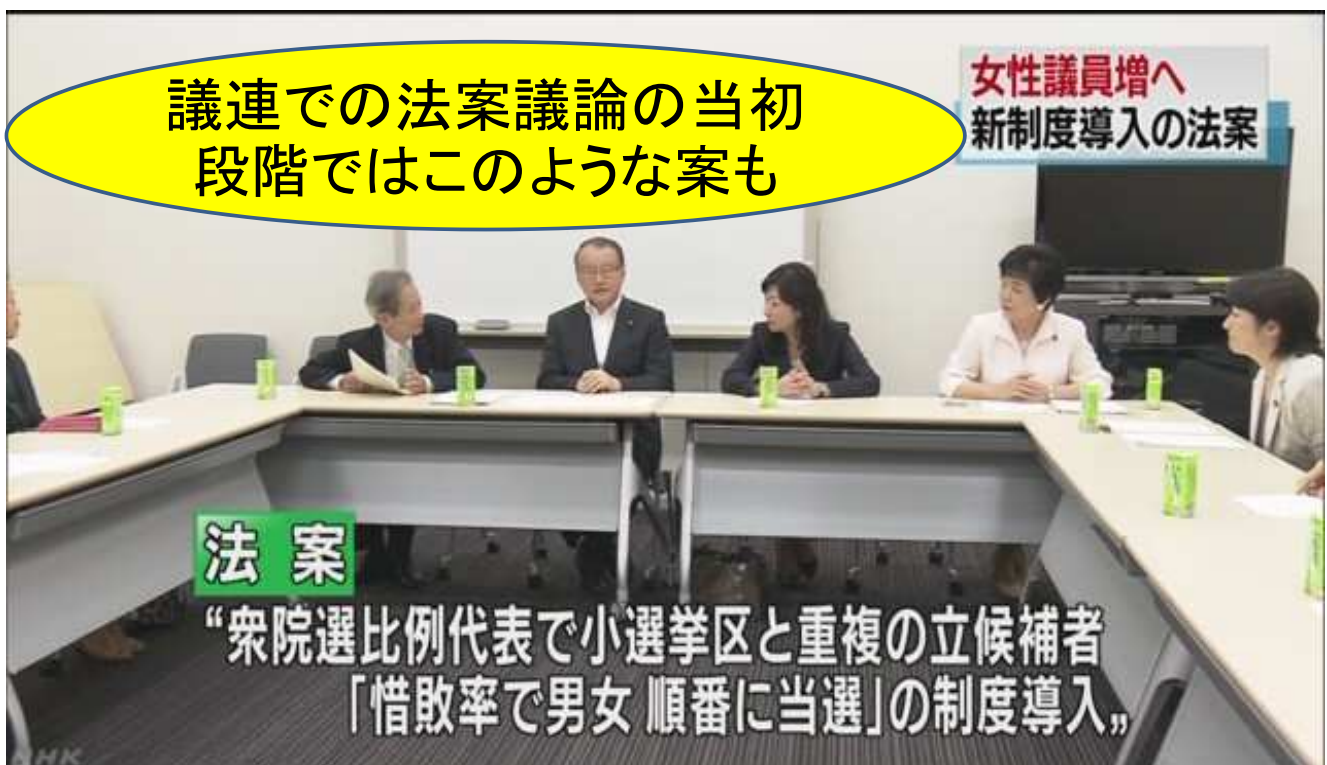 議連での法案議論の当初
段階ではこのような案も
女性議員増へ
新制度導入の法案
法案
“衆院選比例代表で小選挙区と重複の立候補者
「惜敗率で男女 順番に当選」の制度導入„
NHK